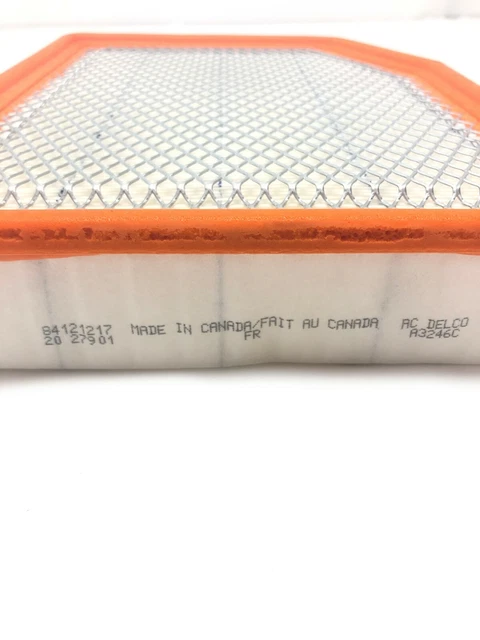 84121217 MADE IN CANADA/FAIT AU CANADA AC DELCO
20 27901 FR A3246C